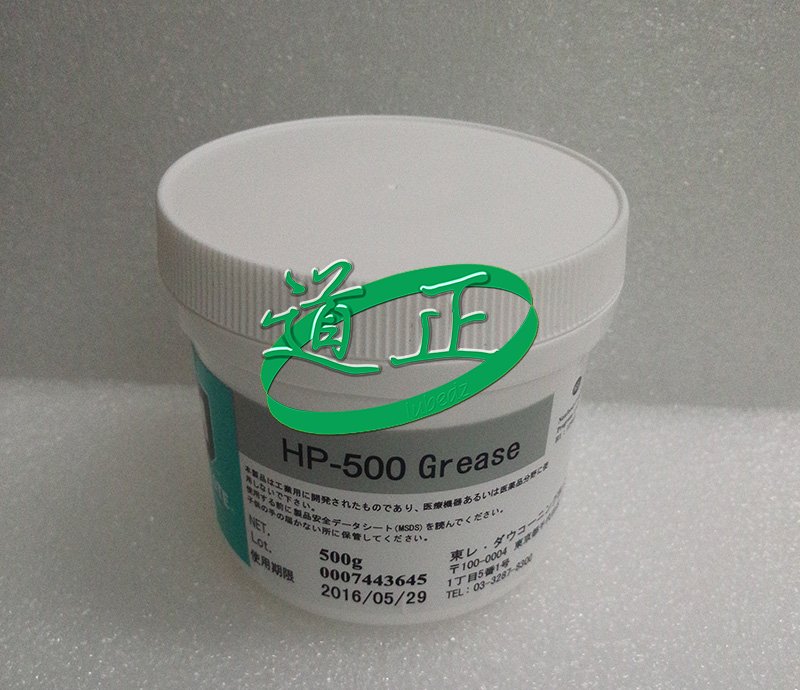 道正
lubedz
HP-500 Grease
本製品は工業用に開発されたものであり、医療機器あるいは医薬品分野に使
用しないで下さい。
使用する前に製品安全データシート(MSDS)を読んでください。
子供の手の届かない所に保管してください。
NET. 500g
Lot. 0007443645
使用期限 2016/05/29
東レ・ダウコーニング
〒100-0004 東京都千代田
1丁目5番1号
TEL: 03-3287-8300